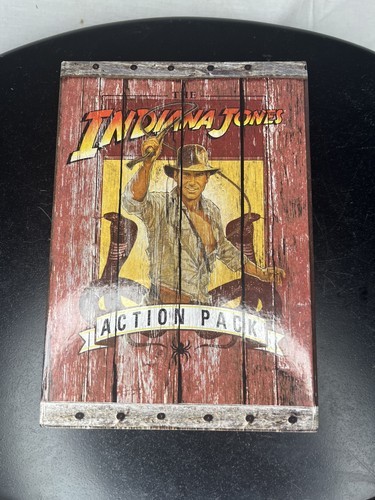 THE
INDIANA JONES
ACTION PACK